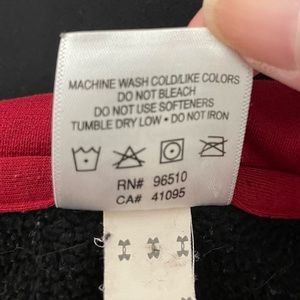 MACHINE WASH COLD/LIKE COLORS
DO NOT BLEACH
DO NOT USE SOFTENERS
TUMBLE DRY LOW • DO NOT IRON
RN# 96510
CA# 41095